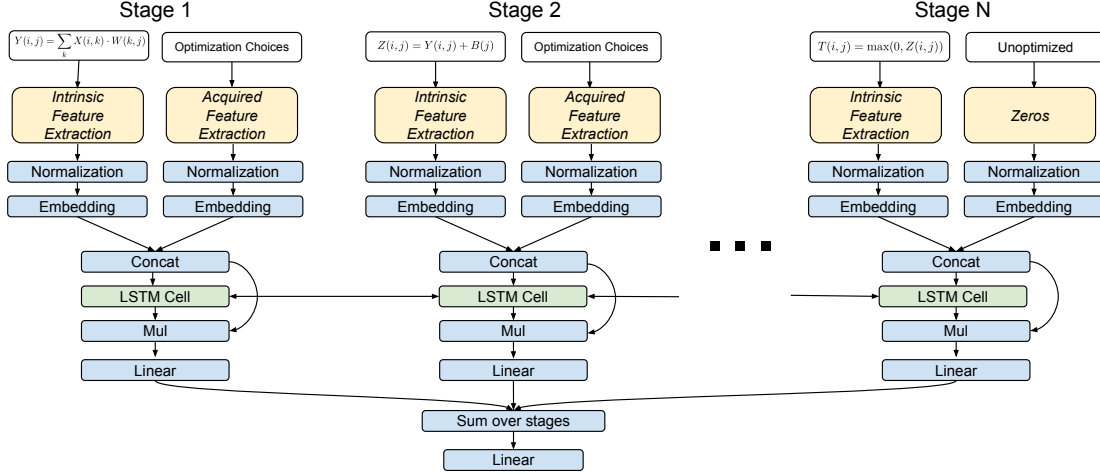 Stage 1
Stage 2
Stage N
Y(i, j) = ∑ₖ X(i, k) · W(k, j)
Optimization Choices
Z(i, j) = Y(i, j) + B(j)
Optimization Choices
T(i, j) = max(0, Z(i, j))
Unoptimized
Intrinsic
Feature
Extraction
Acquired
Feature
Extraction
Intrinsic
Feature
Extraction
Acquired
Feature
Extraction
Intrinsic
Feature
Extraction
Zeros
Normalization
Normalization
Normalization
Normalization
Normalization
Normalization
Embedding
Embedding
Embedding
Embedding
Embedding
Embedding
Concat
Concat
Concat
LSTM Cell
LSTM Cell
LSTM Cell
Mul
Mul
Mul
Linear
Linear
Linear
Sum over stages
Linear